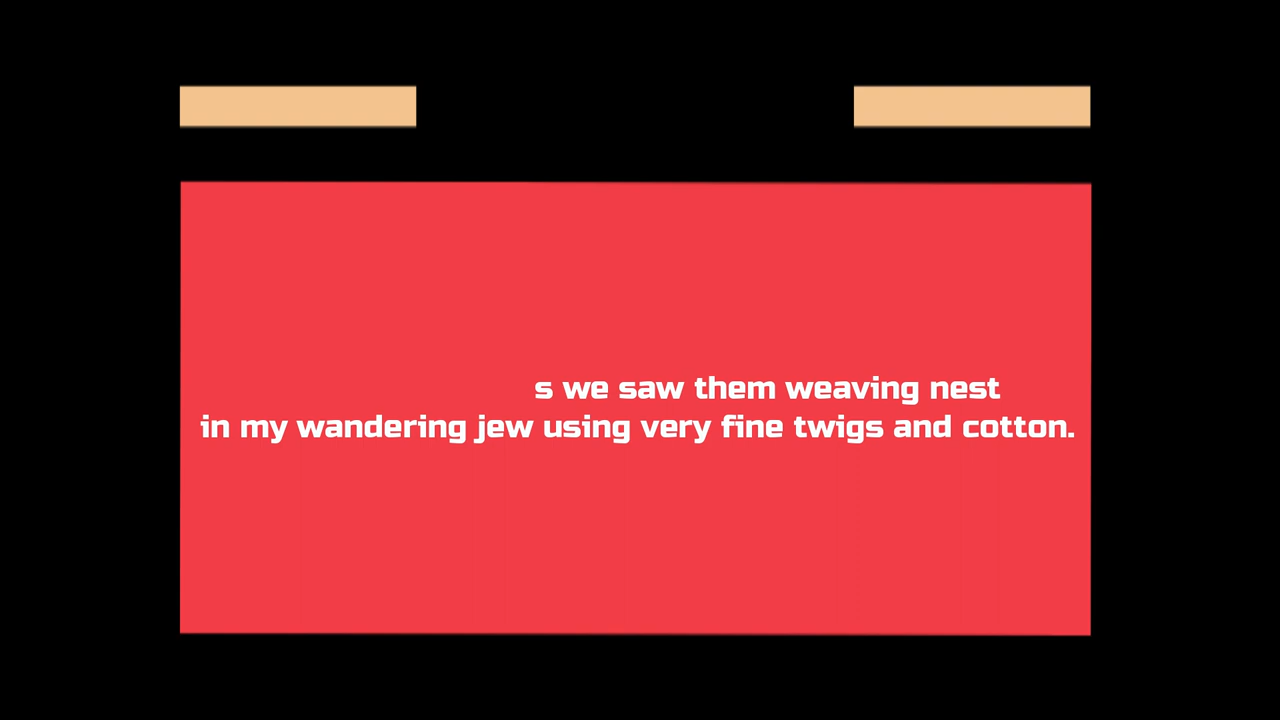 s we saw them weaving nest
in my wandering jew using very fine twigs and cotton.